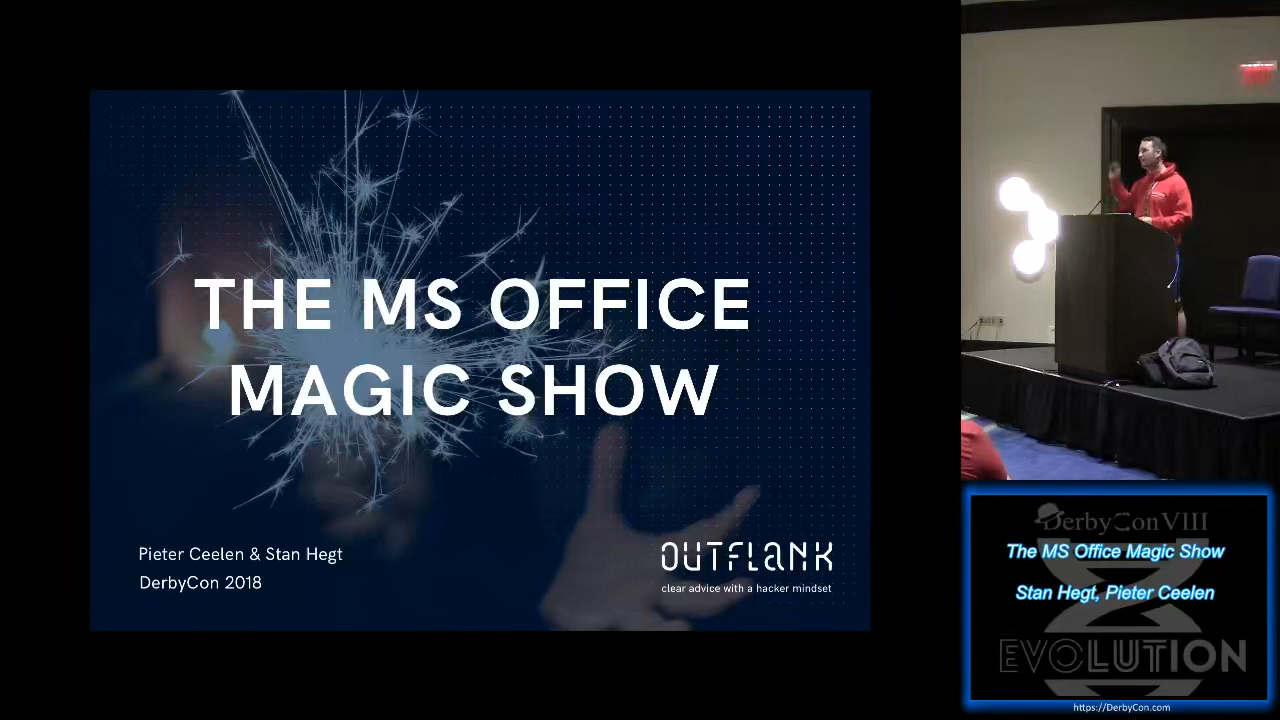 THE MS OFFICE
MAGIC SHOW
Pieter Ceelen & Stan Hegt
DerbyCon 2018
OUTFLANK
clear advice with a hacker mindset
EXIT
DerbyCon VIII
The MS Office Magic Show
Stan Hegt, Pieter Ceelen
EVOLUTION
https://DerbyCon.com